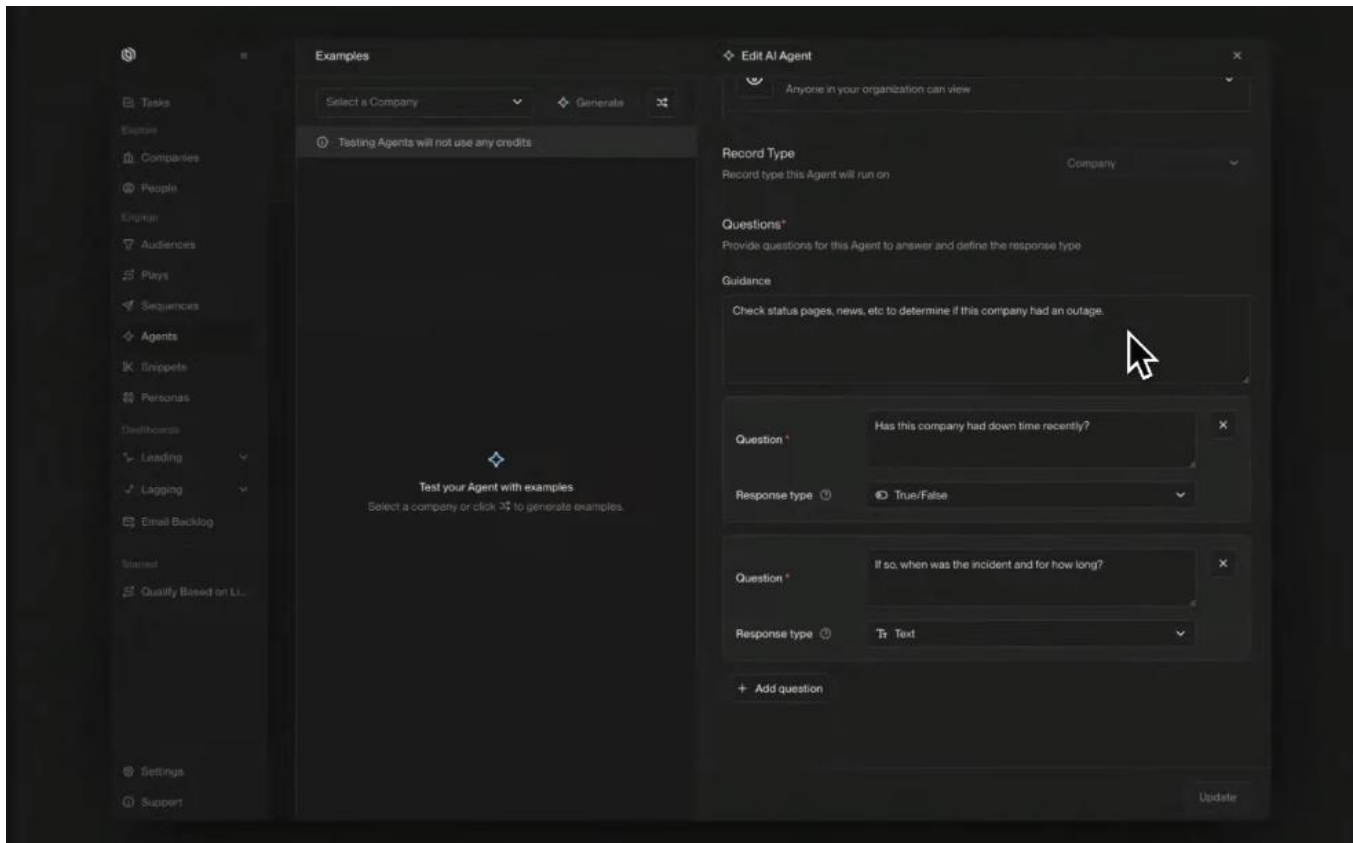 Tasks
Explore
Companies
People
Engage
Audiences
Plays
Sequences
Agents
Snippets
Personas
Dashboards
Leading
Lagging
Email Backlog
Starred
Qualify Based on Li...
Settings
Support
Examples
Select a Company
Generate
Testing Agents will not use any credits
Test your Agent with examples
Select a company or click to generate examples.
Edit AI Agent
Anyone in your organization can view
Record Type
Record type this Agent will run on
Company
Questions*
Provide questions for this Agent to answer and define the response type
Guidance
Check status pages, news, etc to determine if this company had an outage.
Question *
Has this company had down time recently?
Response type
True/False
Question *
If so, when was the incident and for how long?
Response type
Tr Text
+ Add question
Update